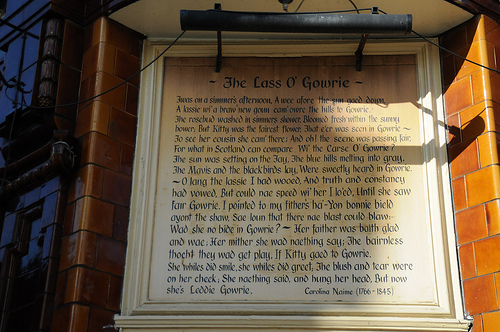 ~ The Lass O' Gowrie ~
Twas on a simmer's afternoon, A wee afore the sun gaed doun,
A lassie wi' a braw new goun cam' owre the hills to Gowrie.
The rosebud washed in simmer's shower, Bloomed fresh within the sunny
bower; But Kitty was the fairest flower That e'er was seen in Gowrie ~
To see her cousin she cam' there; And oh! the scene was passing fair,
For what in Scotland can compare Wi' the Carse O' Gowrie?
The sun was setting on the Tay, The blue hills melting into gray,
The Mavis and the blackbirds lay, Were sweetly heard in Gowrie.
~ O lang the lassie I had wooed, And truth and constancy
had vowed, But could nae speed wi' her I lo'ed, Until she saw
fair Gowrie. I pointed to my faither's ha'-Yon bonnie bield
ayont the shaw, Sae loun that there nae blast could blaw:-
Wad she no bide in Gowrie? ~ Her faither was baith glad
and wae; Her mither she wad naething say; The bairnless
thocht they wad get play, If Kitty gaed to Gowrie.
She whiles did smile, she whiles did greet, The blush and tear were
on her cheek; She naething said, and hung her head, But now
she's Leddie Gowrie. Carolina Nairne (1766-1845)